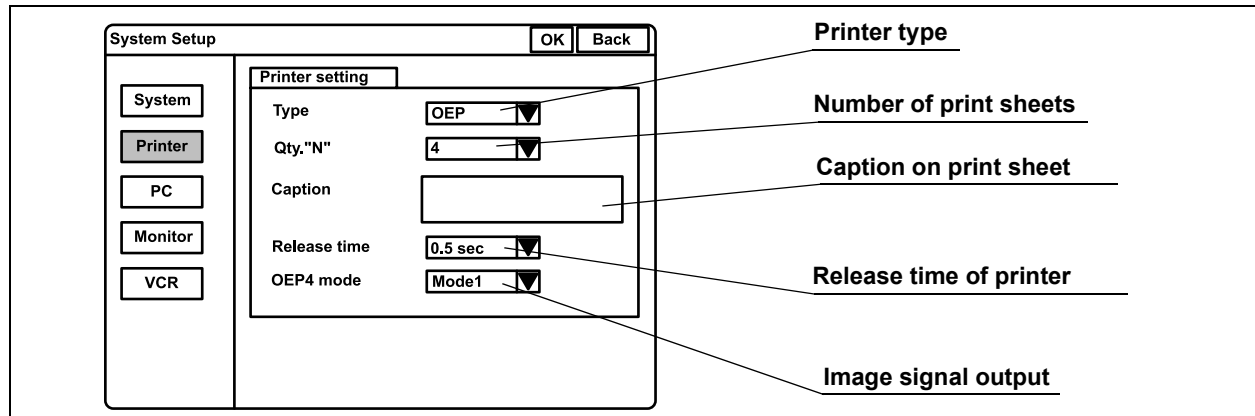 System Setup
OK
Back
System
Printer
PC
Monitor
VCR
Printer setting
Type
OEP
Qty."N"
4
Caption
Release time
0.5 sec
OEP4 mode
Mode1
Printer type
Number of print sheets
Caption on print sheet
Release time of printer
Image signal output